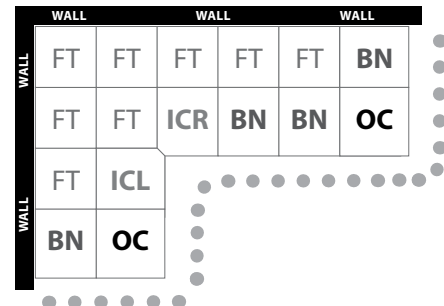 WALL WALL WALL
WALL
FT FT FT FT FT BN
FT FT ICR BN BN OC
FT ICL
WALL
BN OC